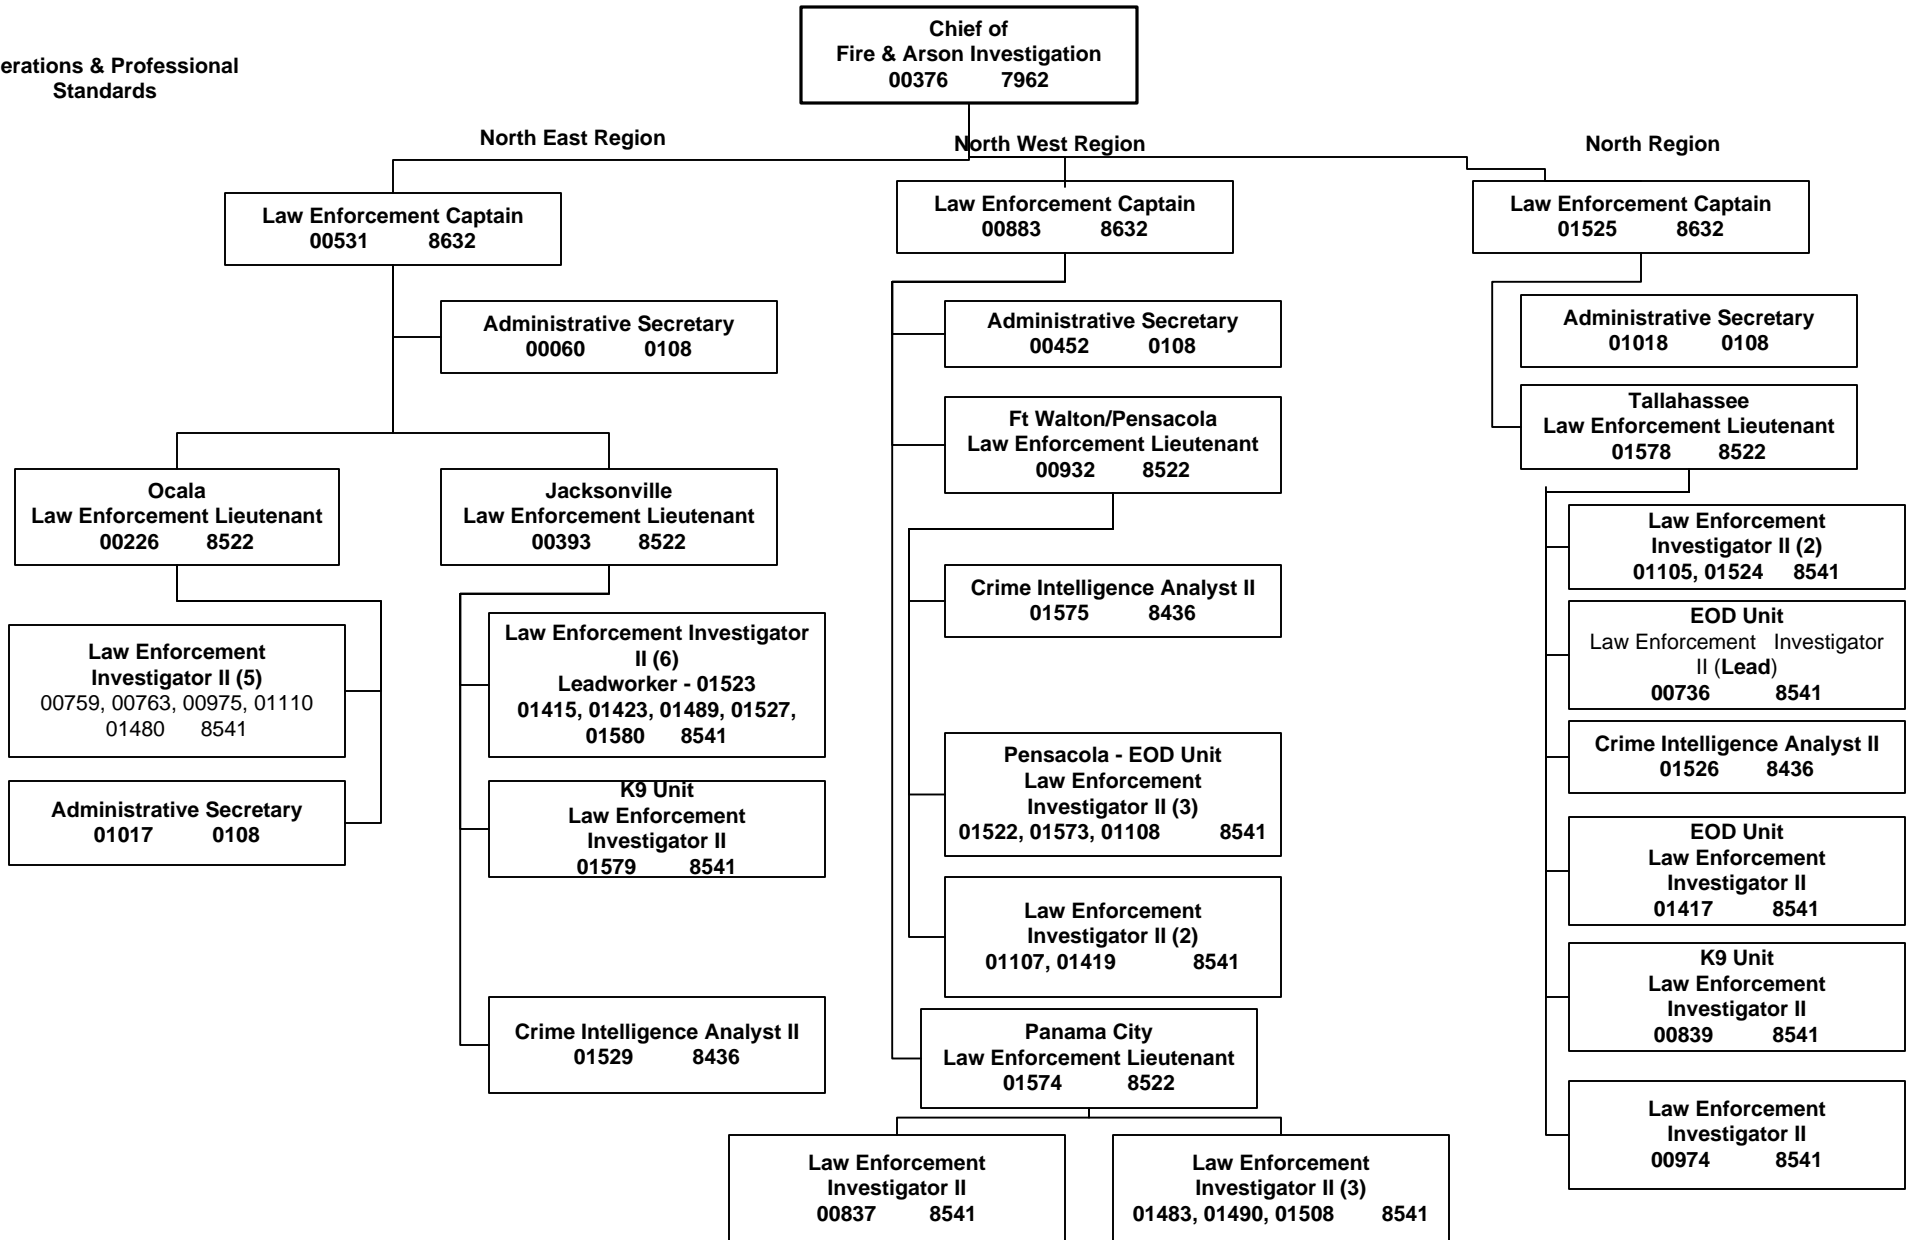 Chief of
Fire & Arson Investigation
00376 7962
erations & Professional
Standards
North East Region
North West Region
North Region
Law Enforcement Captain
00531 8632
Law Enforcement Captain
00883 8632
Law Enforcement Captain
01525 8632
Administrative Secretary
00060 0108
Administrative Secretary
00452 0108
Administrative Secretary
01018 0108
Ocala
Law Enforcement Lieutenant
00226 8522
Jacksonville
Law Enforcement Lieutenant
00393 8522
Ft Walton/Pensacola
Law Enforcement Lieutenant
00932 8522
Tallahassee
Law Enforcement Lieutenant
01578 8522
Law Enforcement
Investigator II (5)
00759, 00763, 00975, 01110
01480 8541
Administrative Secretary
01017 0108
Law Enforcement Investigator
II (6)
Leadworker - 01523
01415, 01423, 01489, 01527,
01580 8541
K9 Unit
Law Enforcement
Investigator II
01579 8541
Crime Intelligence Analyst II
01529 8436
Crime Intelligence Analyst II
01575 8436
Pensacola - EOD Unit
Law Enforcement
Investigator II (3)
01522, 01573, 01108 8541
Law Enforcement
Investigator II (2)
01107, 01419 8541
Panama City
Law Enforcement Lieutenant
01574 8522
Law Enforcement
Investigator II
00837 8541
Law Enforcement
Investigator II (3)
01483, 01490, 01508 8541
Law Enforcement
Investigator II (2)
01105, 01524 8541
EOD Unit
Law Enforcement Investigator
II (Lead)
00736 8541
Crime Intelligence Analyst II
01526 8436
EOD Unit
Law Enforcement
Investigator II
01417 8541
K9 Unit
Law Enforcement
Investigator II
00839 8541
Law Enforcement
Investigator II
00974 8541